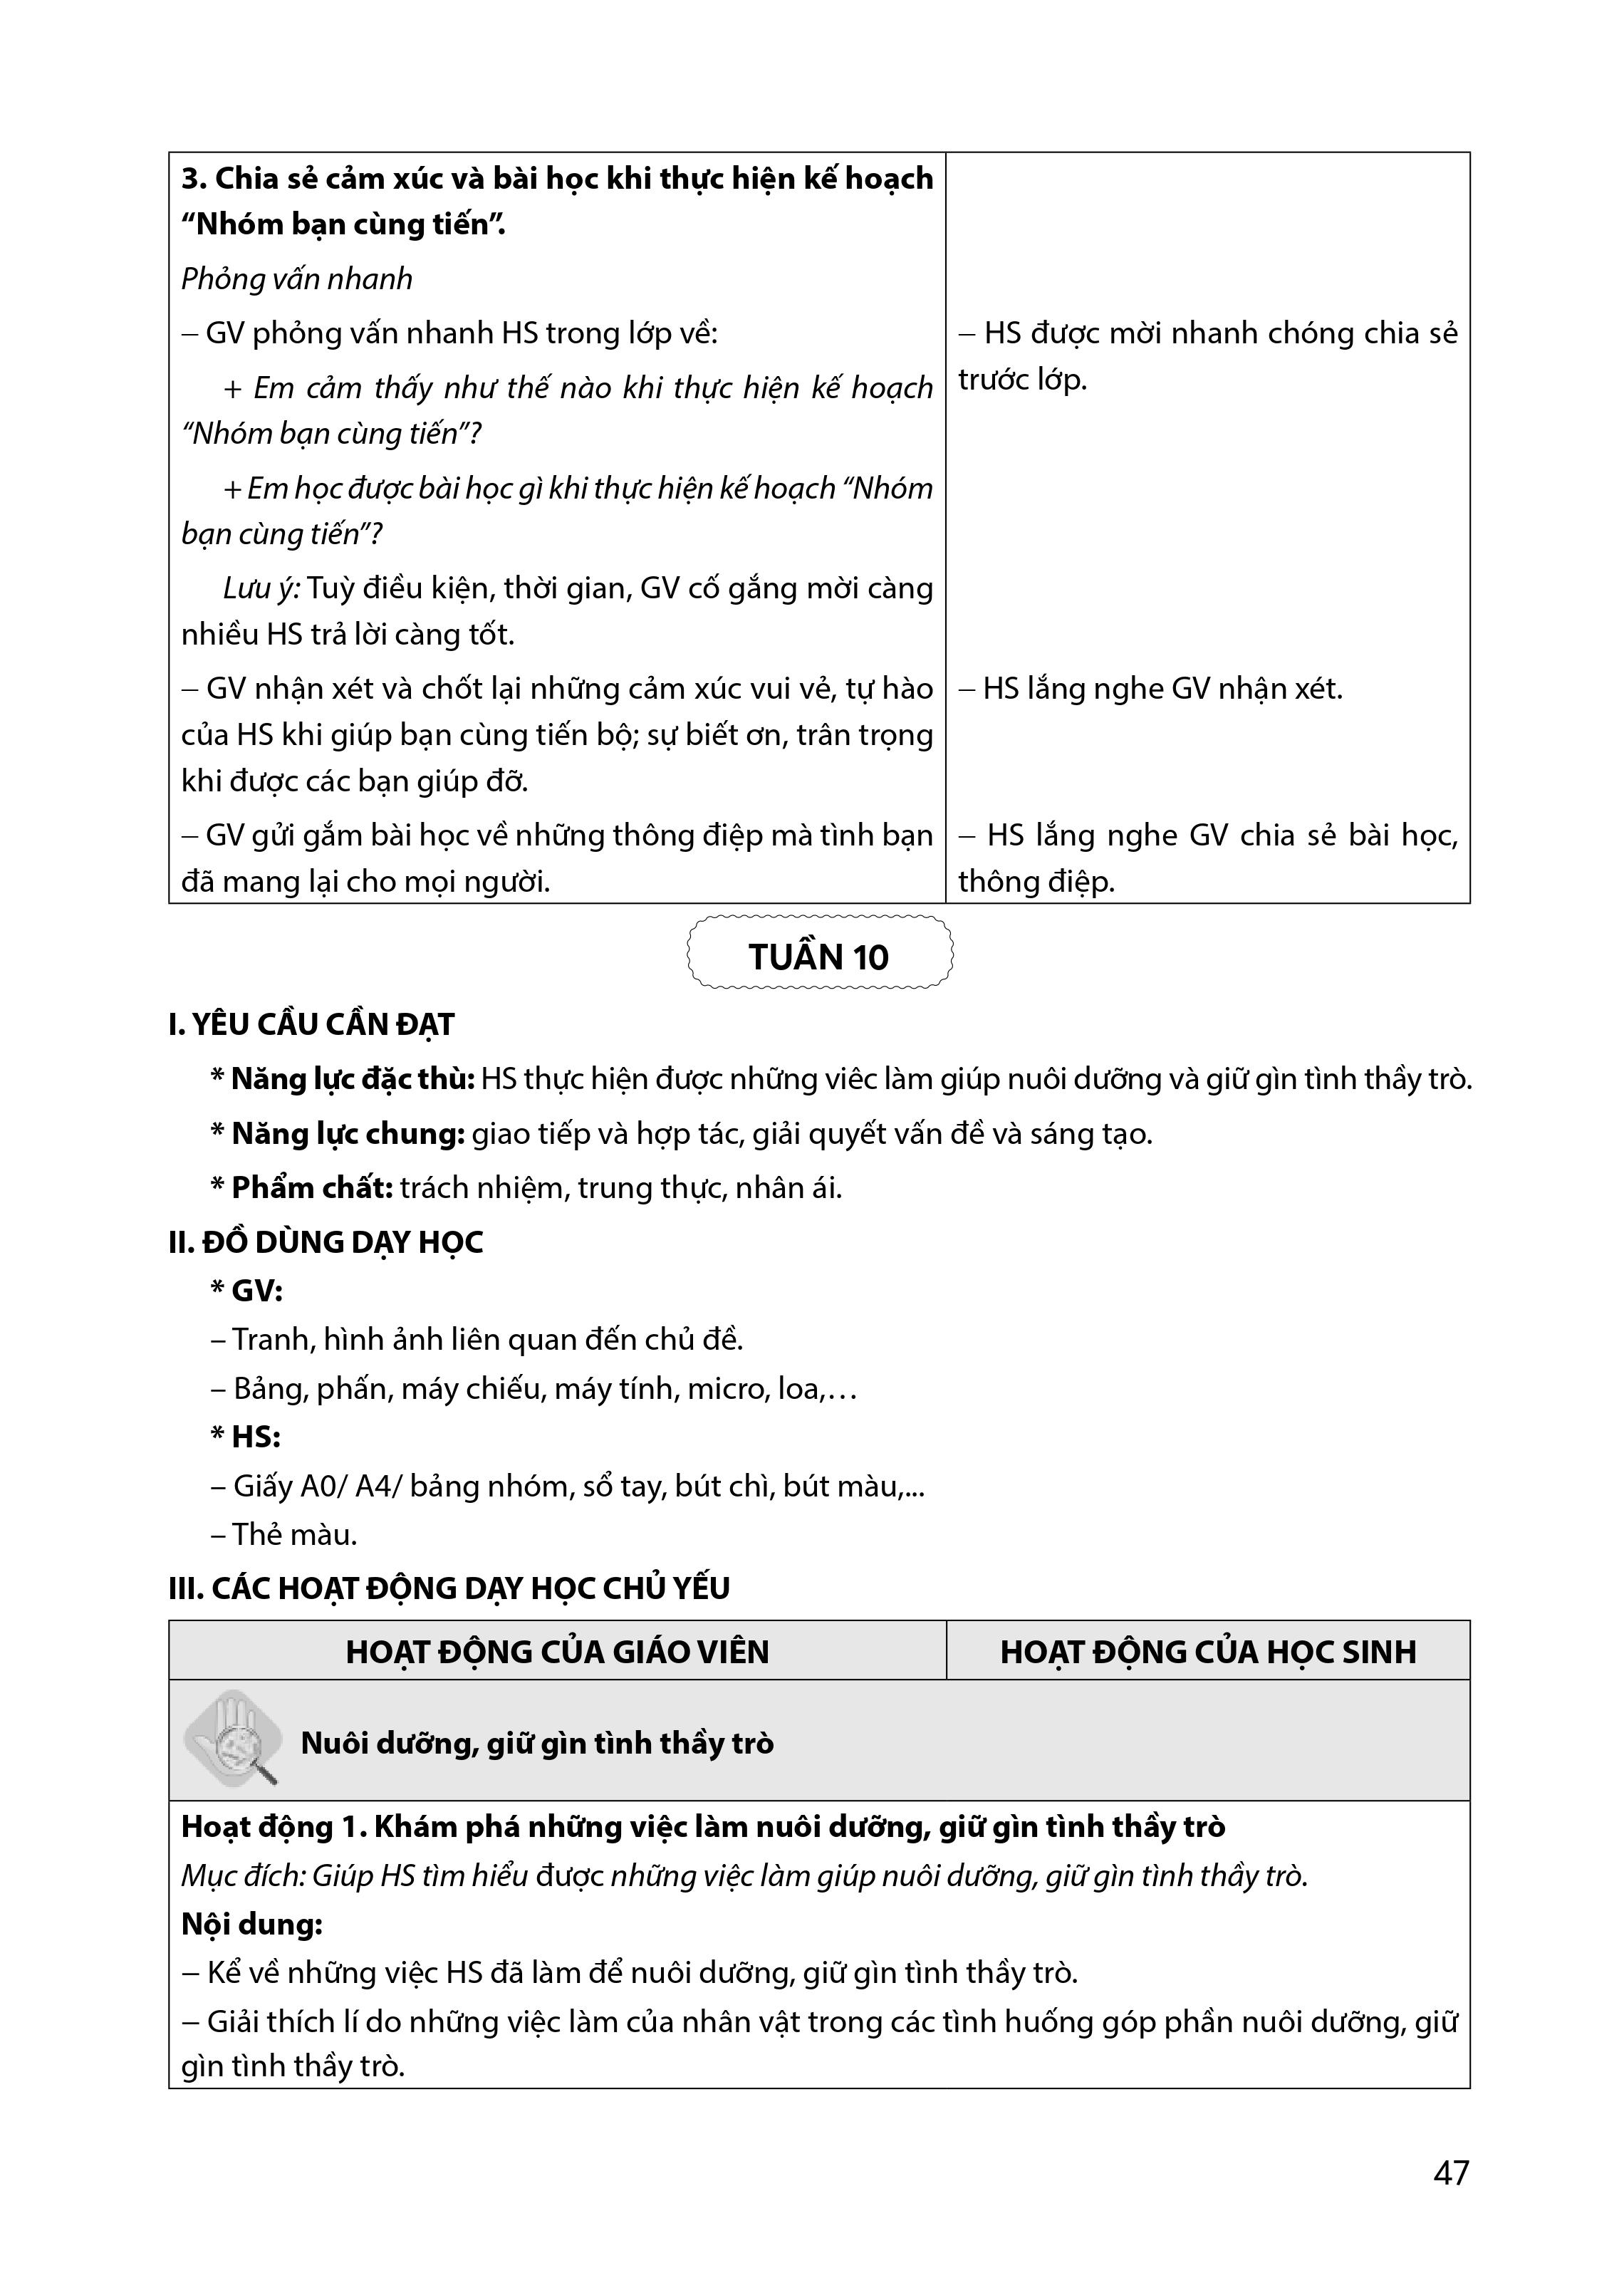 3. Chia sẻ cảm xúc và bài học khi thực hiện kế hoạch
“Nhóm bạn cùng tiến”.
Phỏng vấn nhanh
– GV phỏng vấn nhanh HS trong lớp về:
+ Em cảm thấy như thế nào khi thực hiện kế hoạch
“Nhóm bạn cùng tiến”?
+ Em học được bài học gì khi thực hiện kế hoạch “Nhóm
bạn cùng tiến”?
Lưu ý: Tuỳ điều kiện, thời gian, GV cố gắng mời càng
nhiều HS trả lời càng tốt.
– GV nhận xét và chốt lại những cảm xúc vui vẻ, tự hào
của HS khi giúp bạn cùng tiến bộ; sự biết ơn, trân trọng
khi được các bạn giúp đỡ.
– GV gửi gắm bài học về những thông điệp mà tình bạn
đã mang lại cho mọi người.
– HS được mời nhanh chóng chia sẻ
trước lớp.
– HS lắng nghe GV nhận xét.
– HS lắng nghe GV chia sẻ bài học,
thông điệp.
TUẦN 10
I. YÊU CẦU CẦN ĐẠT
* Năng lực đặc thù: HS thực hiện được những viêc làm giúp nuôi dưỡng và giữ gìn tình thầy trò.
* Năng lực chung: giao tiếp và hợp tác, giải quyết vấn đề và sáng tạo.
* Phẩm chất: trách nhiệm, trung thực, nhân ái.
II. ĐỒ DÙNG DẠY HỌC
* GV:
– Tranh, hình ảnh liên quan đến chủ đề.
– Bảng, phấn, máy chiếu, máy tính, micro, loa,…
* HS:
– Giấy A0/ A4/ bảng nhóm, sổ tay, bút chì, bút màu,...
– Thẻ màu.
III. CÁC HOẠT ĐỘNG DẠY HỌC CHỦ YẾU
HOẠT ĐỘNG CỦA GIÁO VIÊN
HOẠT ĐỘNG CỦA HỌC SINH
Nuôi dưỡng, giữ gìn tình thầy trò
Hoạt động 1. Khám phá những việc làm nuôi dưỡng, giữ gìn tình thầy trò
Mục đích: Giúp HS tìm hiểu được những việc làm giúp nuôi dưỡng, giữ gìn tình thầy trò.
Nội dung:
– Kể về những việc HS đã làm để nuôi dưỡng, giữ gìn tình thầy trò.
– Giải thích lí do những việc làm của nhân vật trong các tình huống góp phần nuôi dưỡng, giữ
gìn tình thầy trò.
47